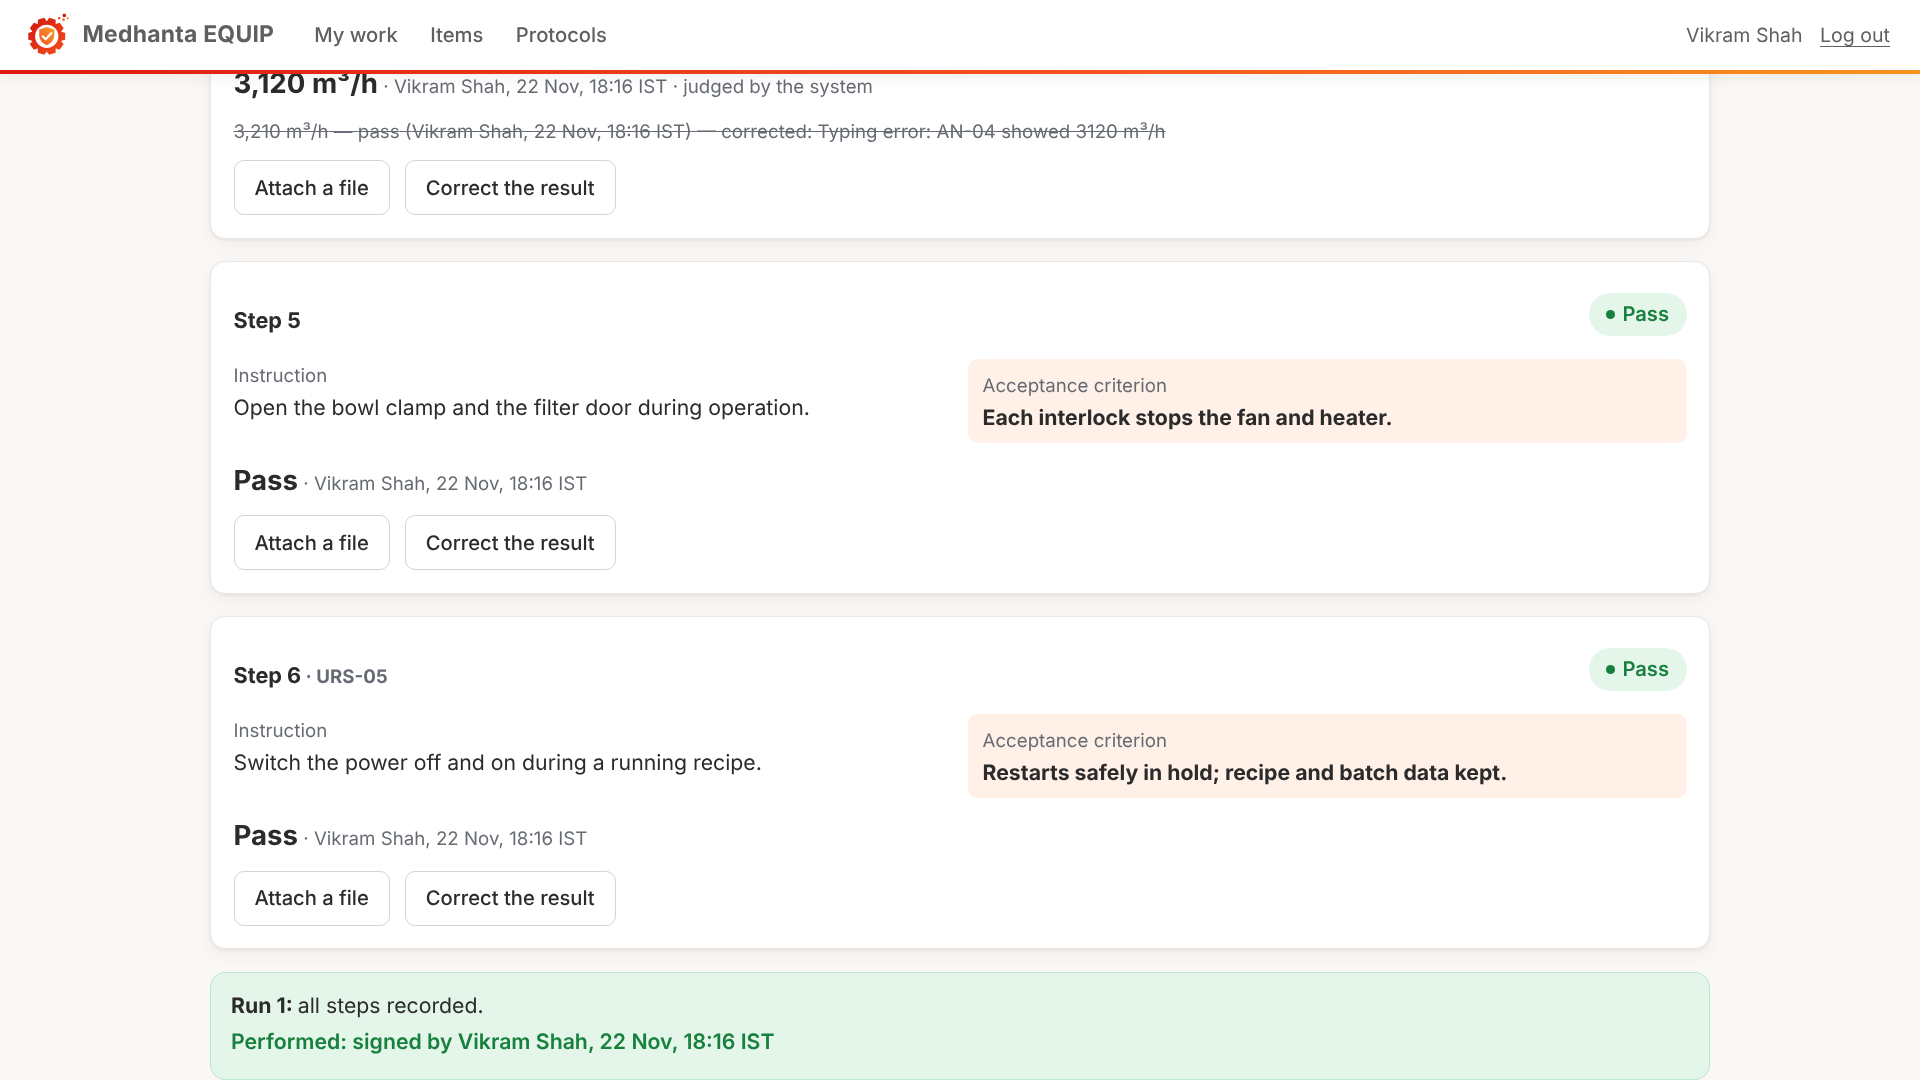 Medhanta EQUIP
My work
Items
Protocols
Vikram Shah
Log out
3,120 m³/h · Vikram Shah, 22 Nov, 18:16 IST · judged by the system
3,210 m³/h — pass (Vikram Shah, 22 Nov, 18:16 IST) — corrected: Typing error: AN-04 showed 3120 m³/h
Attach a file
Correct the result
Step 5
Pass
Instruction
Open the bowl clamp and the filter door during operation.
Acceptance criterion
Each interlock stops the fan and heater.
Pass · Vikram Shah, 22 Nov, 18:16 IST
Attach a file
Correct the result
Step 6 · URS-05
Pass
Instruction
Switch the power off and on during a running recipe.
Acceptance criterion
Restarts safely in hold; recipe and batch data kept.
Pass · Vikram Shah, 22 Nov, 18:16 IST
Attach a file
Correct the result
Run 1: all steps recorded.
Performed: signed by Vikram Shah, 22 Nov, 18:16 IST